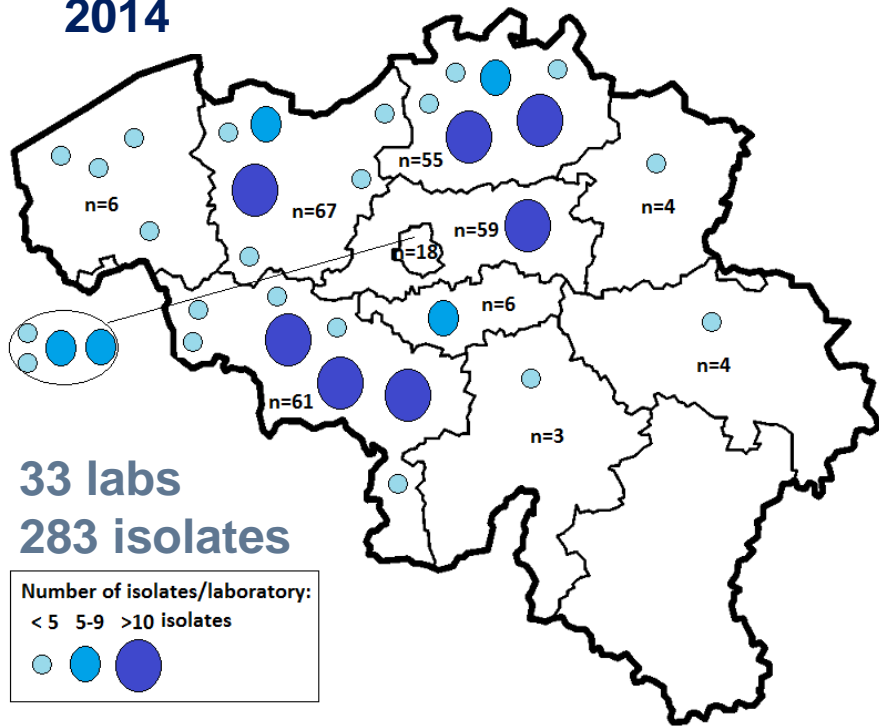 2014
n=55
n=6
n=67
n=4
n=59
n=18
n=6
n=4
n=61
n=3
33 labs
283 isolates
Number of isolates/laboratory:
< 5 5-9 >10 isolates